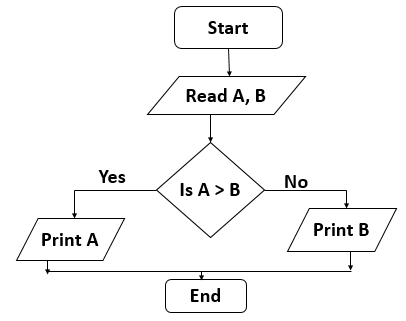 Start
Read A, B
Is A > B
Yes
No
Print A
Print B
End